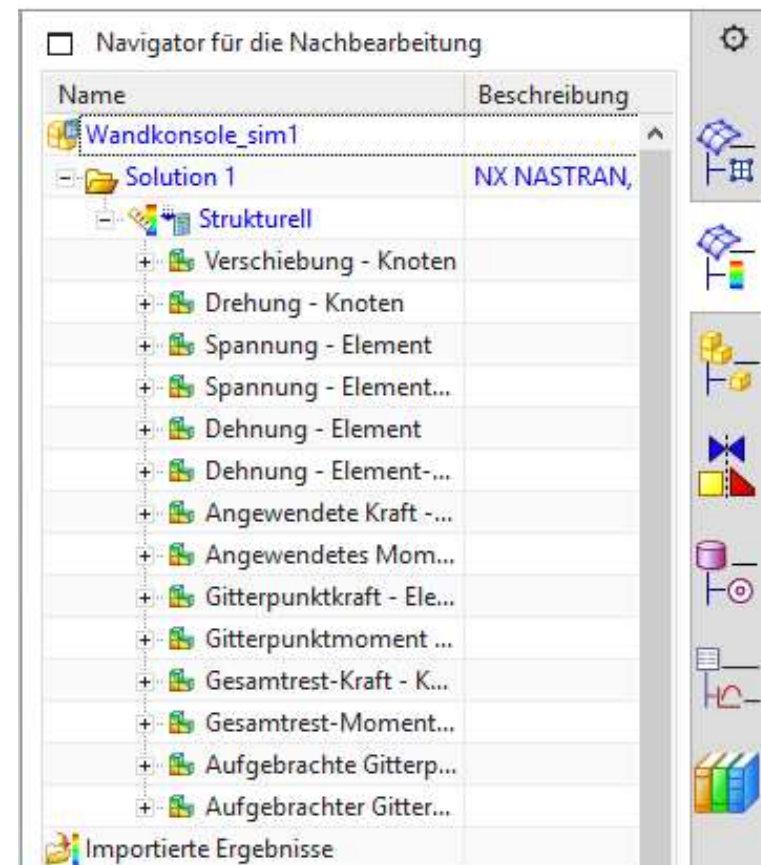 Navigator für die Nachbearbeitung
Name Beschreibung
Wandkonsole_sim1
Solution 1 NX NASTRAN,
Strukturell
Verschiebung - Knoten
Drehung - Knoten
Spannung - Element
Spannung - Element...
Dehnung - Element
Dehnung - Element-...
Angewendete Kraft -...
Angewendetes Mom...
Gitterpunktkraft - Ele...
Gitterpunktmoment ...
Gesamtrest-Kraft - K...
Gesamtrest-Moment...
Aufgebrachte Gitterp...
Aufgebrachter Gitter...
Importierte Ergebnisse